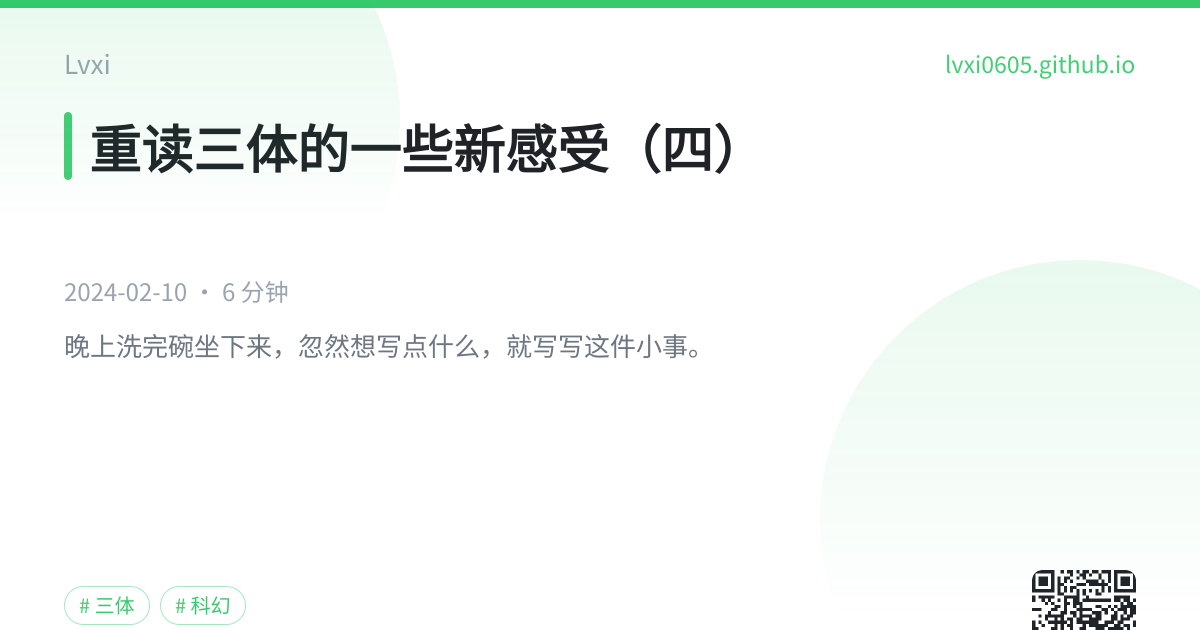 Lvxi
lvxi0605.github.io
重读三体的一些新感受（四）
2024-02-10 · 6 分钟
晚上洗完碗坐下来，忽然想写点什么，就写写这件小事。
# 三体
# 科幻